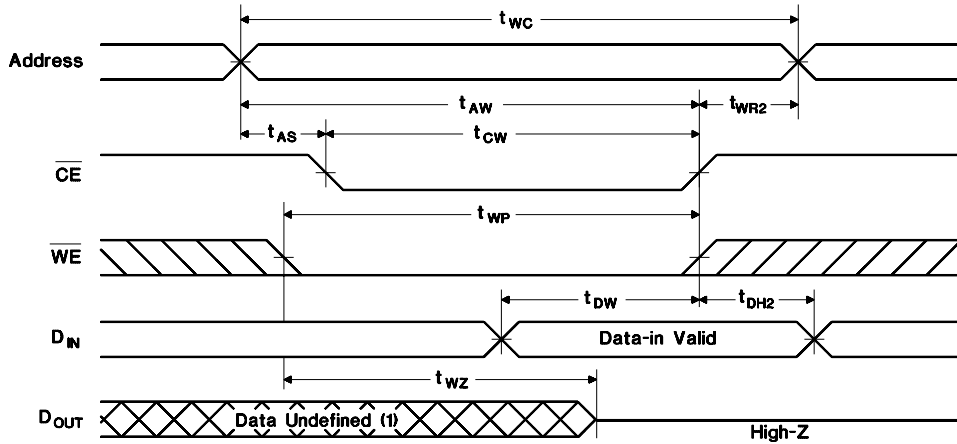 tWC
Address
tAW
tWR2
tAS
tCW
CE
tWP
WE
tDW
tDH2
DIN
Data-in Valid
tWZ
DOUT
Data Undefined (1)
High-Z